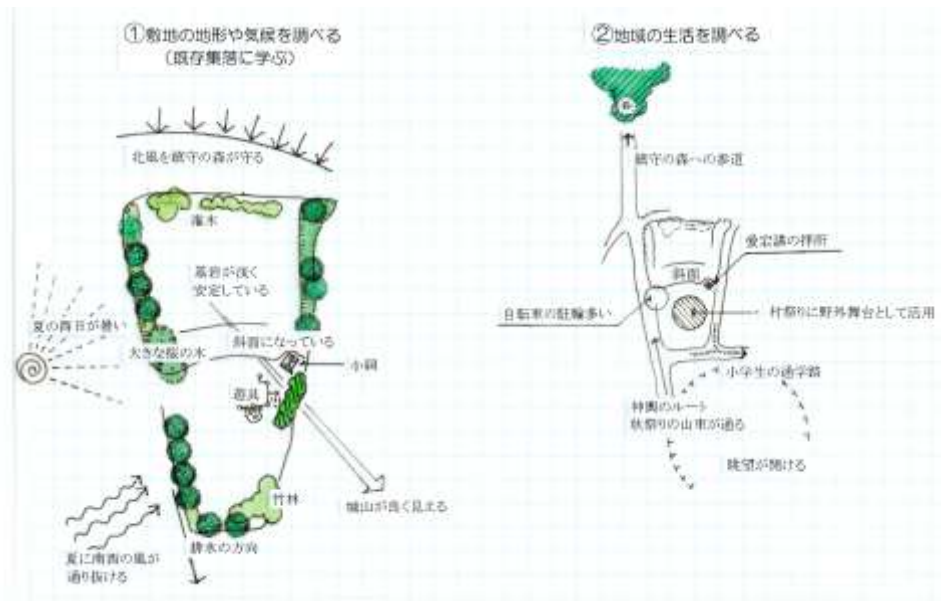 ①敷地の地形や気候を調べる
(既存集落に学ぶ)
北風を鎮守の森が守る
灌木
基岩が浅く
安定している
夏の西日が暑い
大きな桜の木
斜面になっている
小祠
遊具
竹林
城山が良く見える
排水の方向
夏に南西の風が
通り抜ける
②地域の生活を調べる
鎮守の森への参道
愛宕講の拝所
斜面
自転車の駐輪多い
村祭りに野外舞台として活用
小学生の通学路
神輿のルート
秋祭りの山車が通る
眺望が開ける